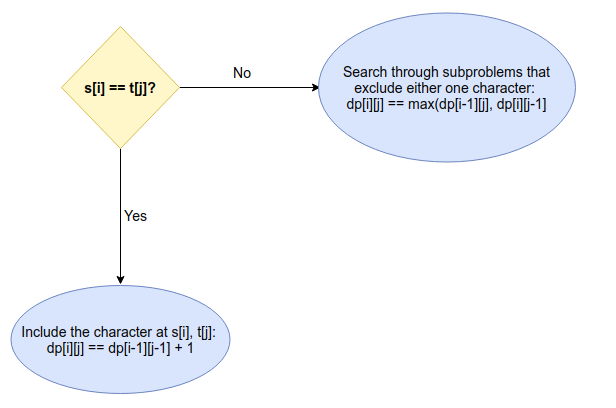 s[i] == t[j]?
No
Search through subproblems that
exclude either one character:
dp[i][j] == max(dp[i-1][j], dp[i][j-1]
Yes
Include the character at s[i], t[j]:
dp[i][j] == dp[i-1][j-1] + 1